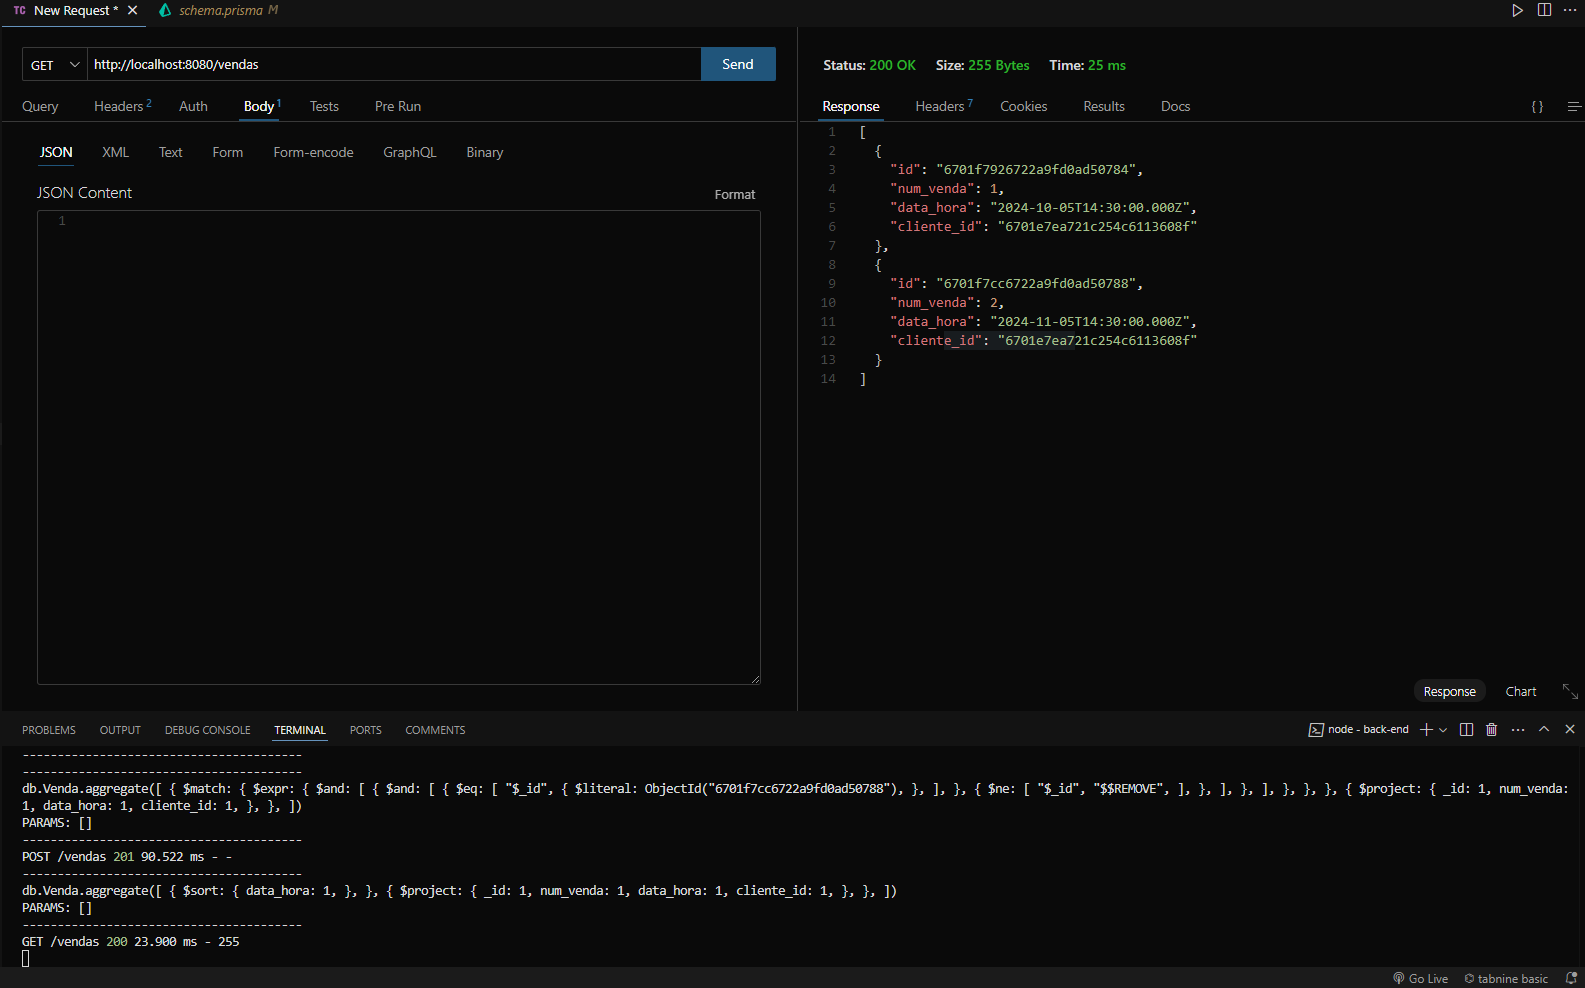 TC New Request *
schema.prisma M
GET
http://localhost:8080/vendas
Send
Query
Headers 2
Auth
Body 1
Tests
Pre Run
JSON
XML
Text
Form
Form-encode
GraphQL
Binary
JSON Content
Format
1
Status: 200 OK
Size: 255 Bytes
Time: 25 ms
Response
Headers 7
Cookies
Results
Docs
{ }
1 [
2 {
3 "id": "6701f7926722a9fd0ad50784",
4 "num_venda": 1,
5 "data_hora": "2024-10-05T14:30:00.000Z",
6 "cliente_id": "6701e7ea721c254c6113608f"
7 },
8 {
9 "id": "6701f7cc6722a9fd0ad50788",
10 "num_venda": 2,
11 "data_hora": "2024-11-05T14:30:00.000Z",
12 "cliente_id": "6701e7ea721c254c6113608f"
13 }
14 ]
Response
Chart
PROBLEMS
OUTPUT
DEBUG CONSOLE
TERMINAL
PORTS
COMMENTS
node - back-end
----------------------------------------
----------------------------------------
db.Venda.aggregate([ { $match: { $expr: { $and: [ { $and: [ { $eq: [ "$_id", { $literal: ObjectId("6701f7cc6722a9fd0ad50788"), }, ], }, { $ne: [ "$_id", "$$REMOVE", ], }, ], }, ], }, }, }, { $project: { _id: 1, num_venda:
1, data_hora: 1, cliente_id: 1, }, }, ])
PARAMS: []
----------------------------------------
POST /vendas 201 90.522 ms - -
----------------------------------------
db.Venda.aggregate([ { $sort: { data_hora: 1, }, }, { $project: { _id: 1, num_venda: 1, data_hora: 1, cliente_id: 1, }, }, ])
PARAMS: []
----------------------------------------
GET /vendas 200 23.900 ms - 255
Go Live
tabnine basic